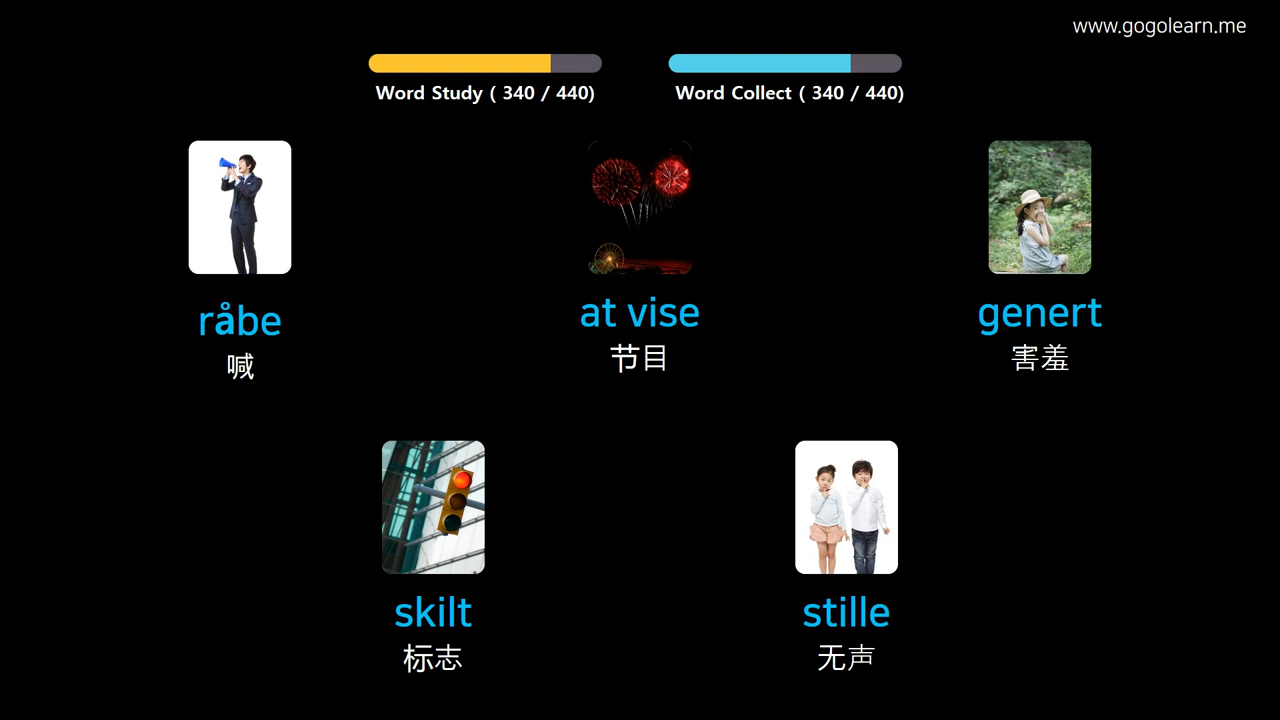 www.gogolearn.me
Word Study ( 340 / 440)
Word Collect ( 340 / 440)
råbe
喊
at vise
节目
genert
害羞
skilt
标志
stille
无声